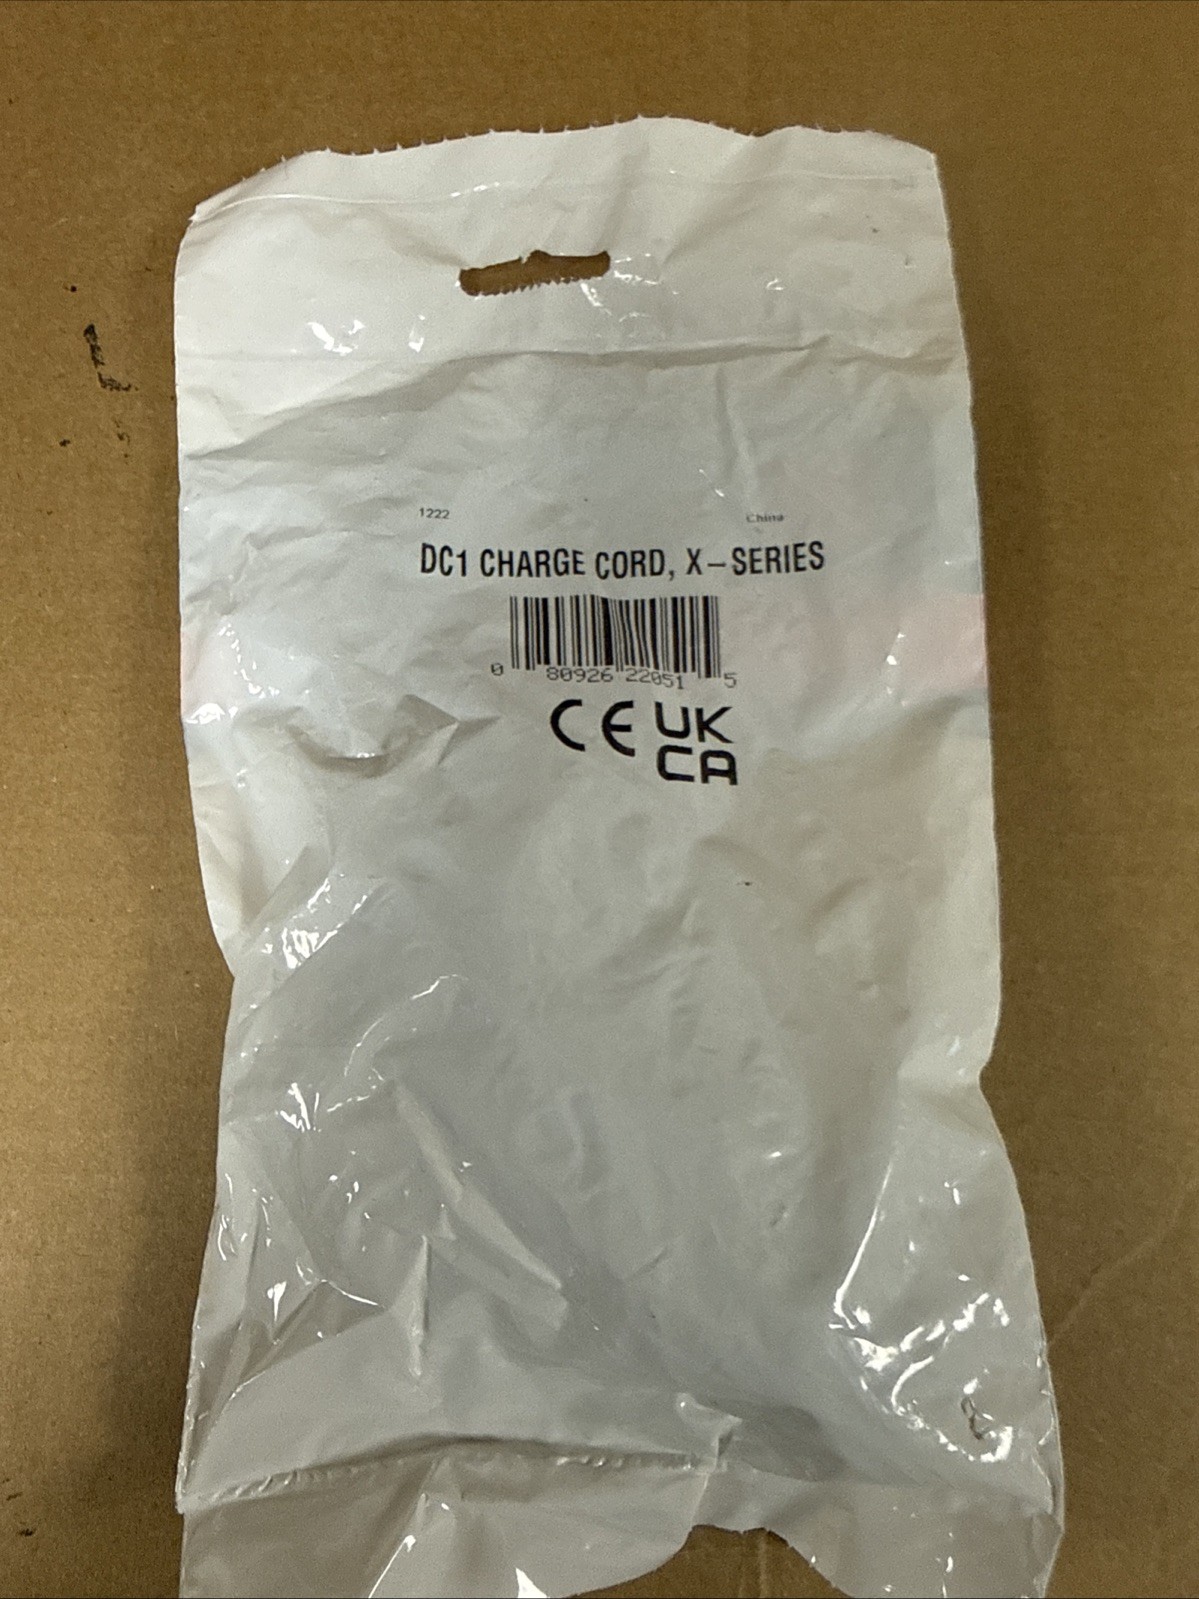 1222 China
DC1 CHARGE CORD, X-SERIES
0 80926 22051 5
CE UK
CA